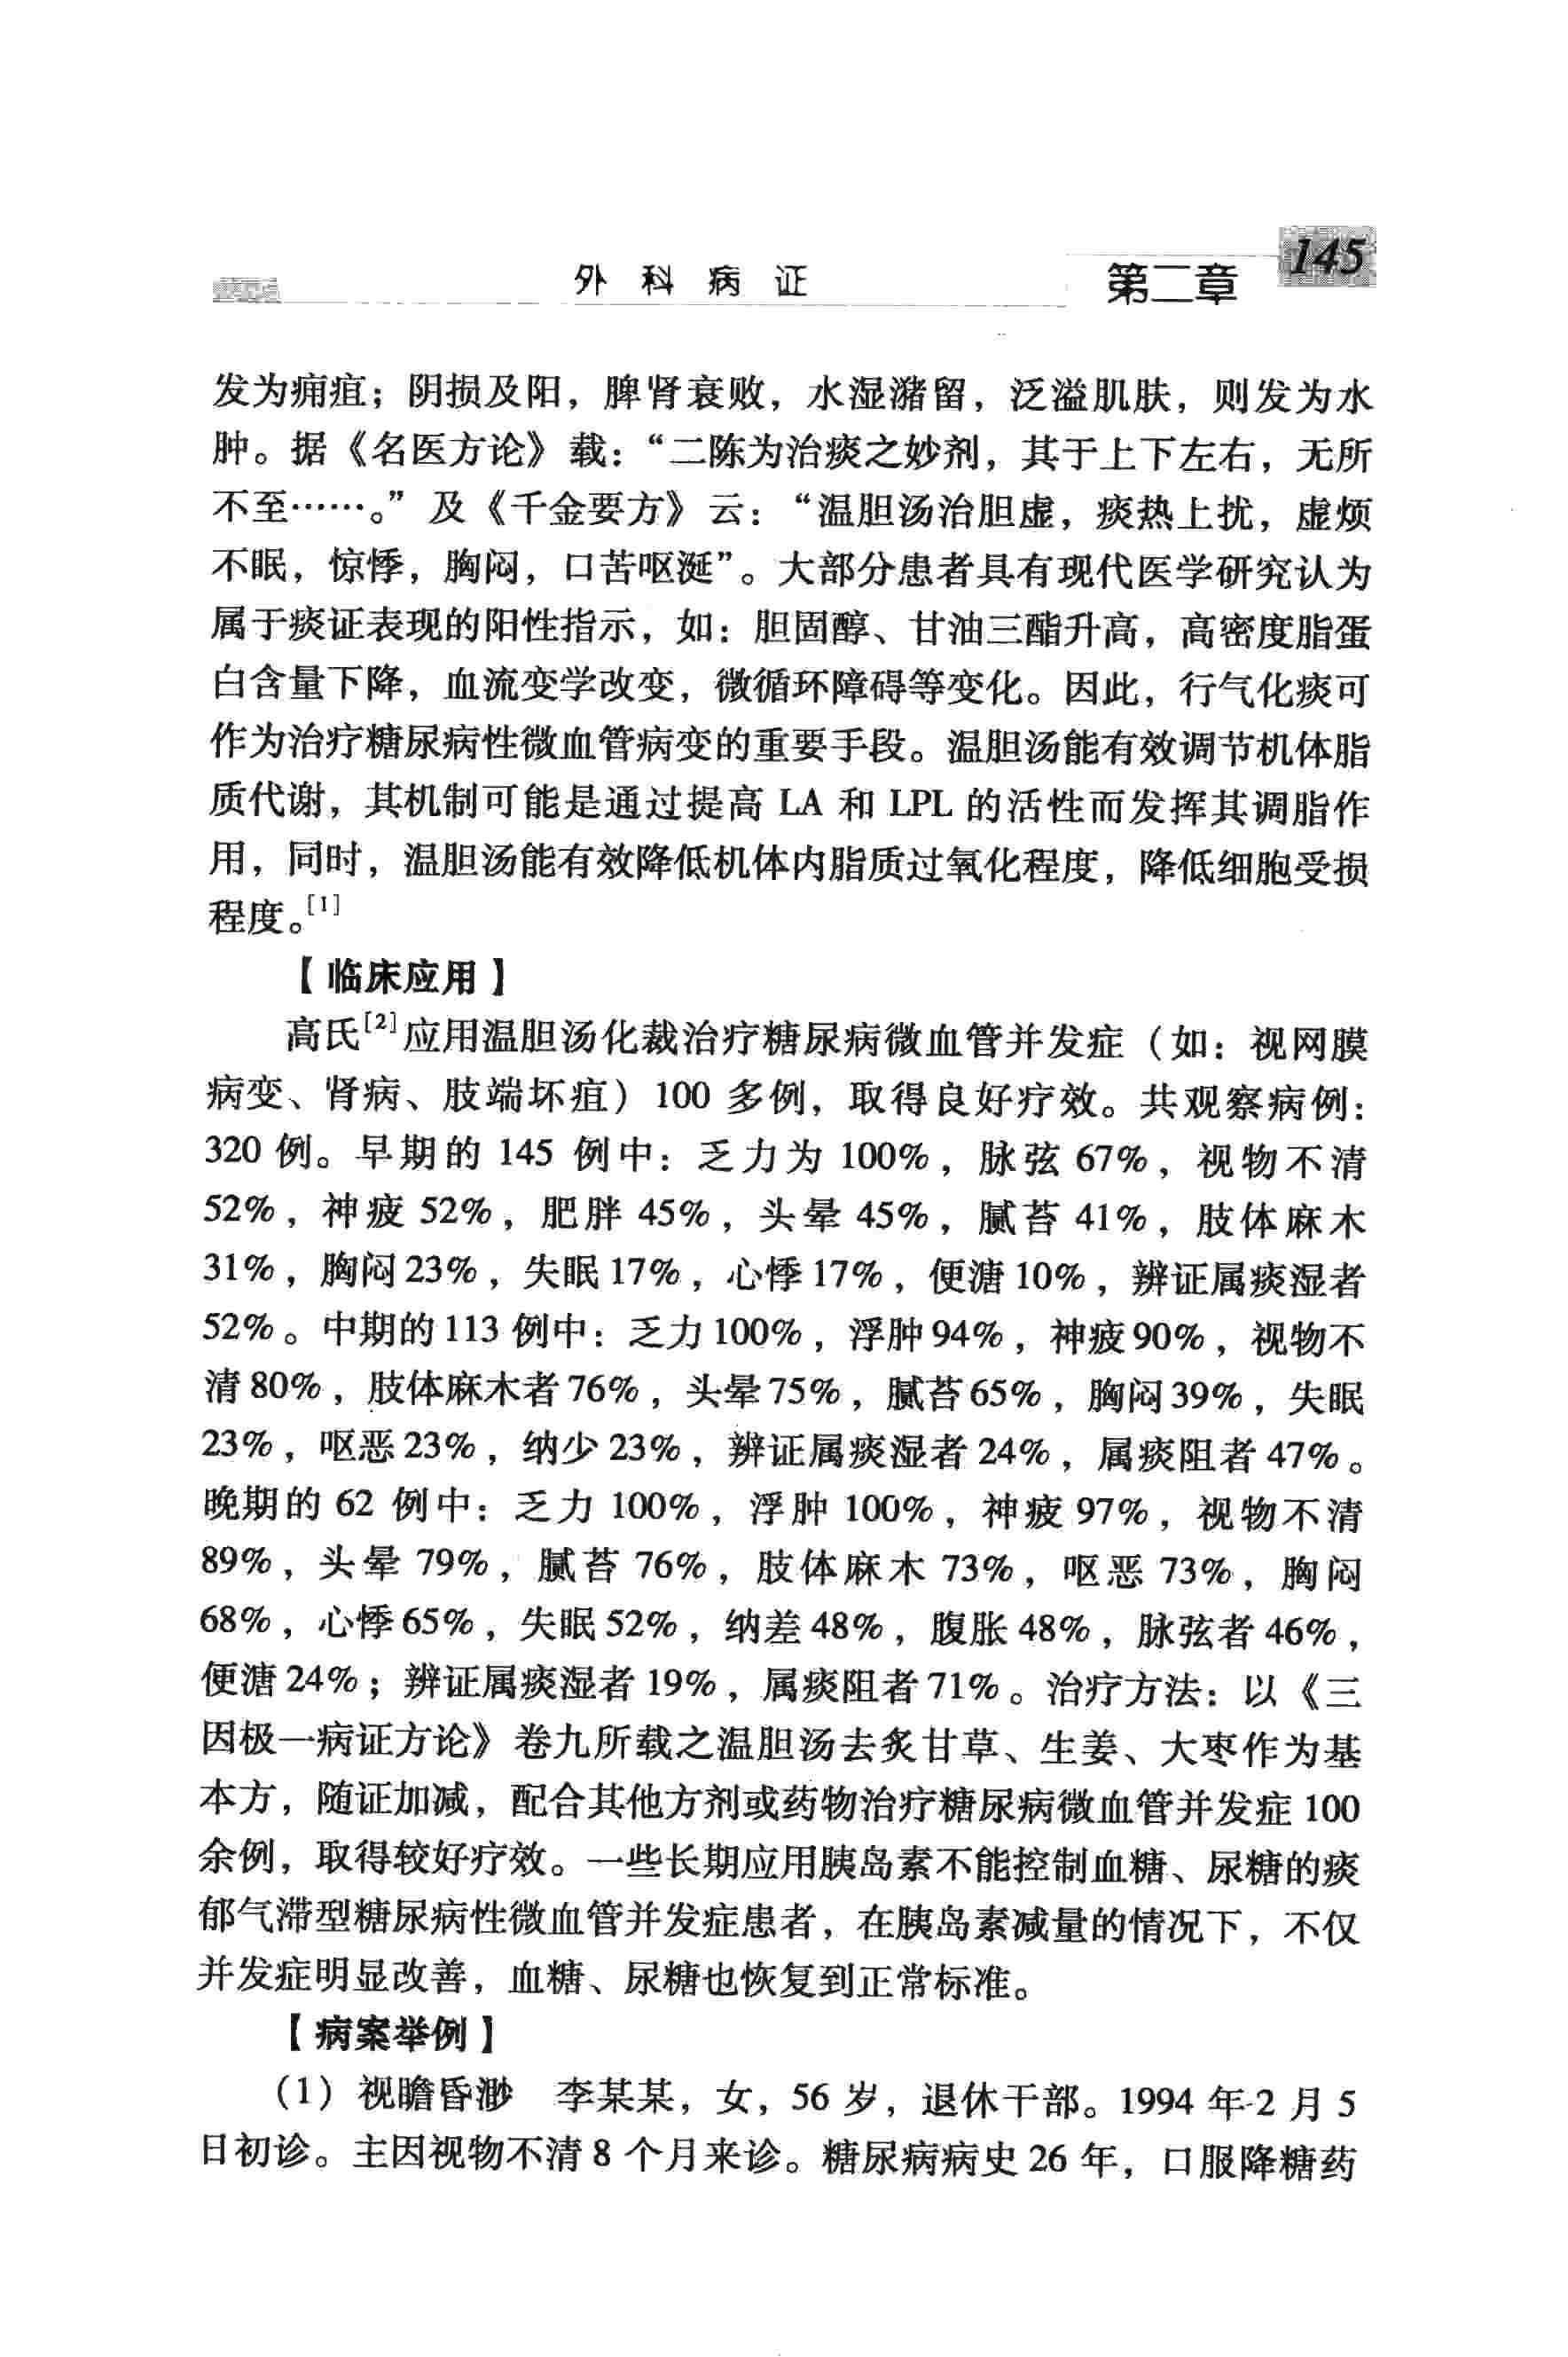 145
外科病证 第二章
发为痈疽；阴损及阳，脾肾衰败，水湿潴留，泛溢肌肤，则发为水
肿。据《名医方论》载：“二陈为治痰之妙剂，其于上下左右，无所
不至……。”及《千金要方》云：“温胆汤治胆虚，痰热上扰，虚烦
不眠，惊悸，胸闷，口苦呕涎”。大部分患者具有现代医学研究认为
属于痰证表现的阳性指示，如：胆固醇、甘油三酯升高，高密度脂蛋
白含量下降，血流变学改变，微循环障碍等变化。因此，行气化痰可
作为治疗糖尿病性微血管病变的重要手段。温胆汤能有效调节机体脂
质代谢，其机制可能是通过提高 LA 和 LPL 的活性而发挥其调脂作
用，同时，温胆汤能有效降低机体内脂质过氧化程度，降低细胞受损
程度。[1]
【临床应用】
高氏[2]应用温胆汤化裁治疗糖尿病微血管并发症（如：视网膜
病变、肾病、肢端坏疽）100 多例，取得良好疗效。共观察病例：
320 例。早期的 145 例中：乏力为 100%，脉弦 67%，视物不清
52%，神疲 52%，肥胖 45%，头晕 45%，腻苔 41%，肢体麻木
31%，胸闷 23%，失眠 17%，心悸 17%，便溏 10%，辨证属痰湿者
52%。中期的 113 例中：乏力 100%，浮肿 94%，神疲 90%，视物不
清 80%，肢体麻木者 76%，头晕 75%，腻苔 65%，胸闷 39%，失眠
23%，呕恶 23%，纳少 23%，辨证属痰湿者 24%，属痰阻者 47%。
晚期的 62 例中：乏力 100%，浮肿 100%，神疲 97%，视物不清
89%，头晕 79%，腻苔 76%，肢体麻木 73%，呕恶 73%，胸闷
68%，心悸 65%，失眠 52%，纳差 48%，腹胀 48%，脉弦者 46%，
便溏 24%；辨证属痰湿者 19%，属痰阻者 71%。治疗方法：以《三
因极一病证方论》卷九所载之温胆汤去炙甘草、生姜、大枣作为基
本方，随证加减，配合其他方剂或药物治疗糖尿病微血管并发症 100
余例，取得较好疗效。一些长期应用胰岛素不能控制血糖、尿糖的痰
郁气滞型糖尿病性微血管并发症患者，在胰岛素减量的情况下，不仅
并发症明显改善，血糖、尿糖也恢复到正常标准。
【病案举例】
（1）视瞻昏渺 李某某，女，56 岁，退休干部。1994 年 2 月 5
日初诊。主因视物不清 8 个月来诊。糖尿病病史 26 年，口服降糖药